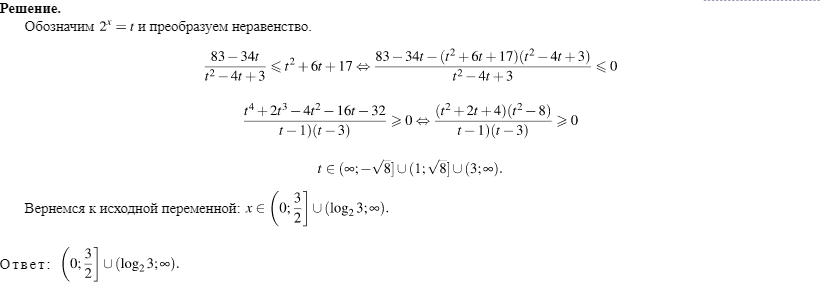 Решение.
Обозначим 2^x = t и преобразуем неравенство.
(83 − 34t)/(t² − 4t + 3) ⩽ t² + 6t + 17 ⇔ (83 − 34t − (t² + 6t + 17)(t² − 4t + 3))/(t² − 4t + 3) ⩽ 0
(t⁴ + 2t³ − 4t² − 16t − 32)/(t − 1)(t − 3) ⩾ 0 ⇔ ((t² + 2t + 4)(t² − 8))/(t − 1)(t − 3) ⩾ 0
t ∈ (∞; −√8] ∪ (1; √8] ∪ (3; ∞).
Вернемся к исходной переменной: x ∈ (0; 3/2] ∪ (log₂ 3; ∞).
Ответ: (0; 3/2] ∪ (log₂ 3; ∞).